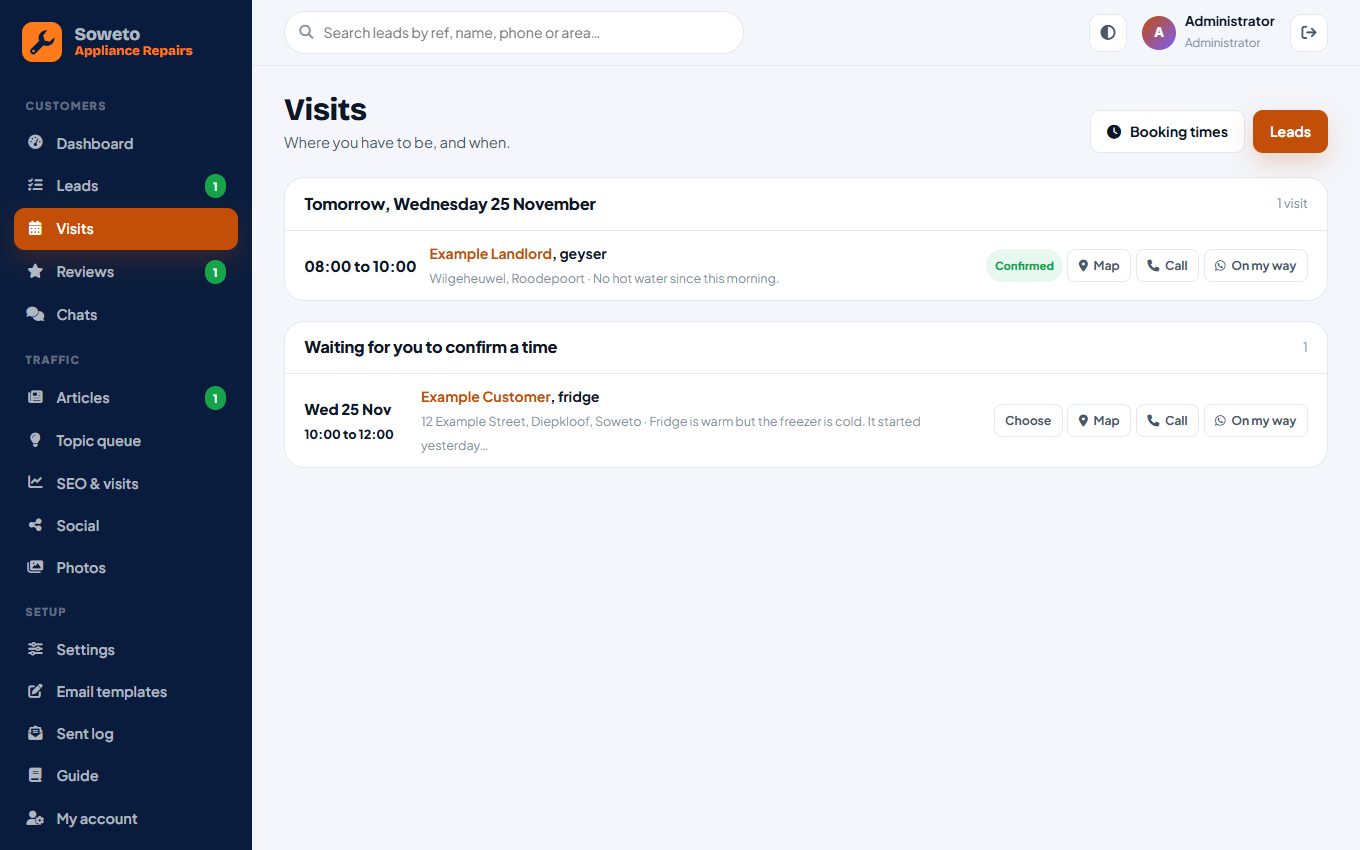 Soweto
Appliance Repairs
CUSTOMERS
Dashboard
Leads 1
Visits
Reviews 1
Chats
TRAFFIC
Articles 1
Topic queue
SEO & visits
Social
Photos
SETUP
Settings
Email templates
Sent log
Guide
My account
Search leads by ref, name, phone or area…
A
Administrator
Administrator
Visits
Where you have to be, and when.
Booking times
Leads
Tomorrow, Wednesday 25 November
1 visit
08:00 to 10:00
Example Landlord, geyser
Wilgeheuwel, Roodepoort · No hot water since this morning.
Confirmed
Map
Call
On my way
Waiting for you to confirm a time
1
Wed 25 Nov
10:00 to 12:00
Example Customer, fridge
12 Example Street, Diepkloof, Soweto · Fridge is warm but the freezer is cold. It started
yesterday…
Choose
Map
Call
On my way